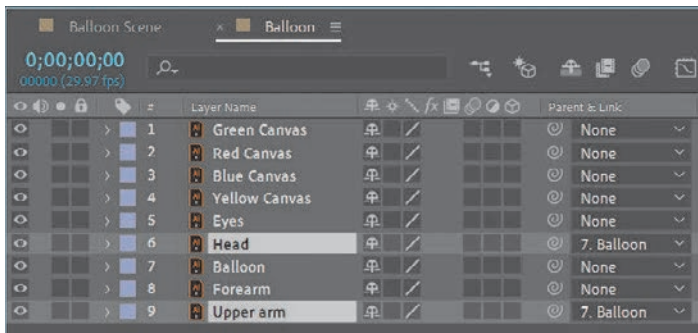 Balloon Scene × Balloon
0;00;00;00
00000 (29.97 fps)
# Layer Name fx Parent & Link
1 Green Canvas None
2 Red Canvas None
3 Blue Canvas None
4 Yellow Canvas None
5 Eyes None
6 Head 7. Balloon
7 Balloon None
8 Forearm None
9 Upper arm 7. Balloon